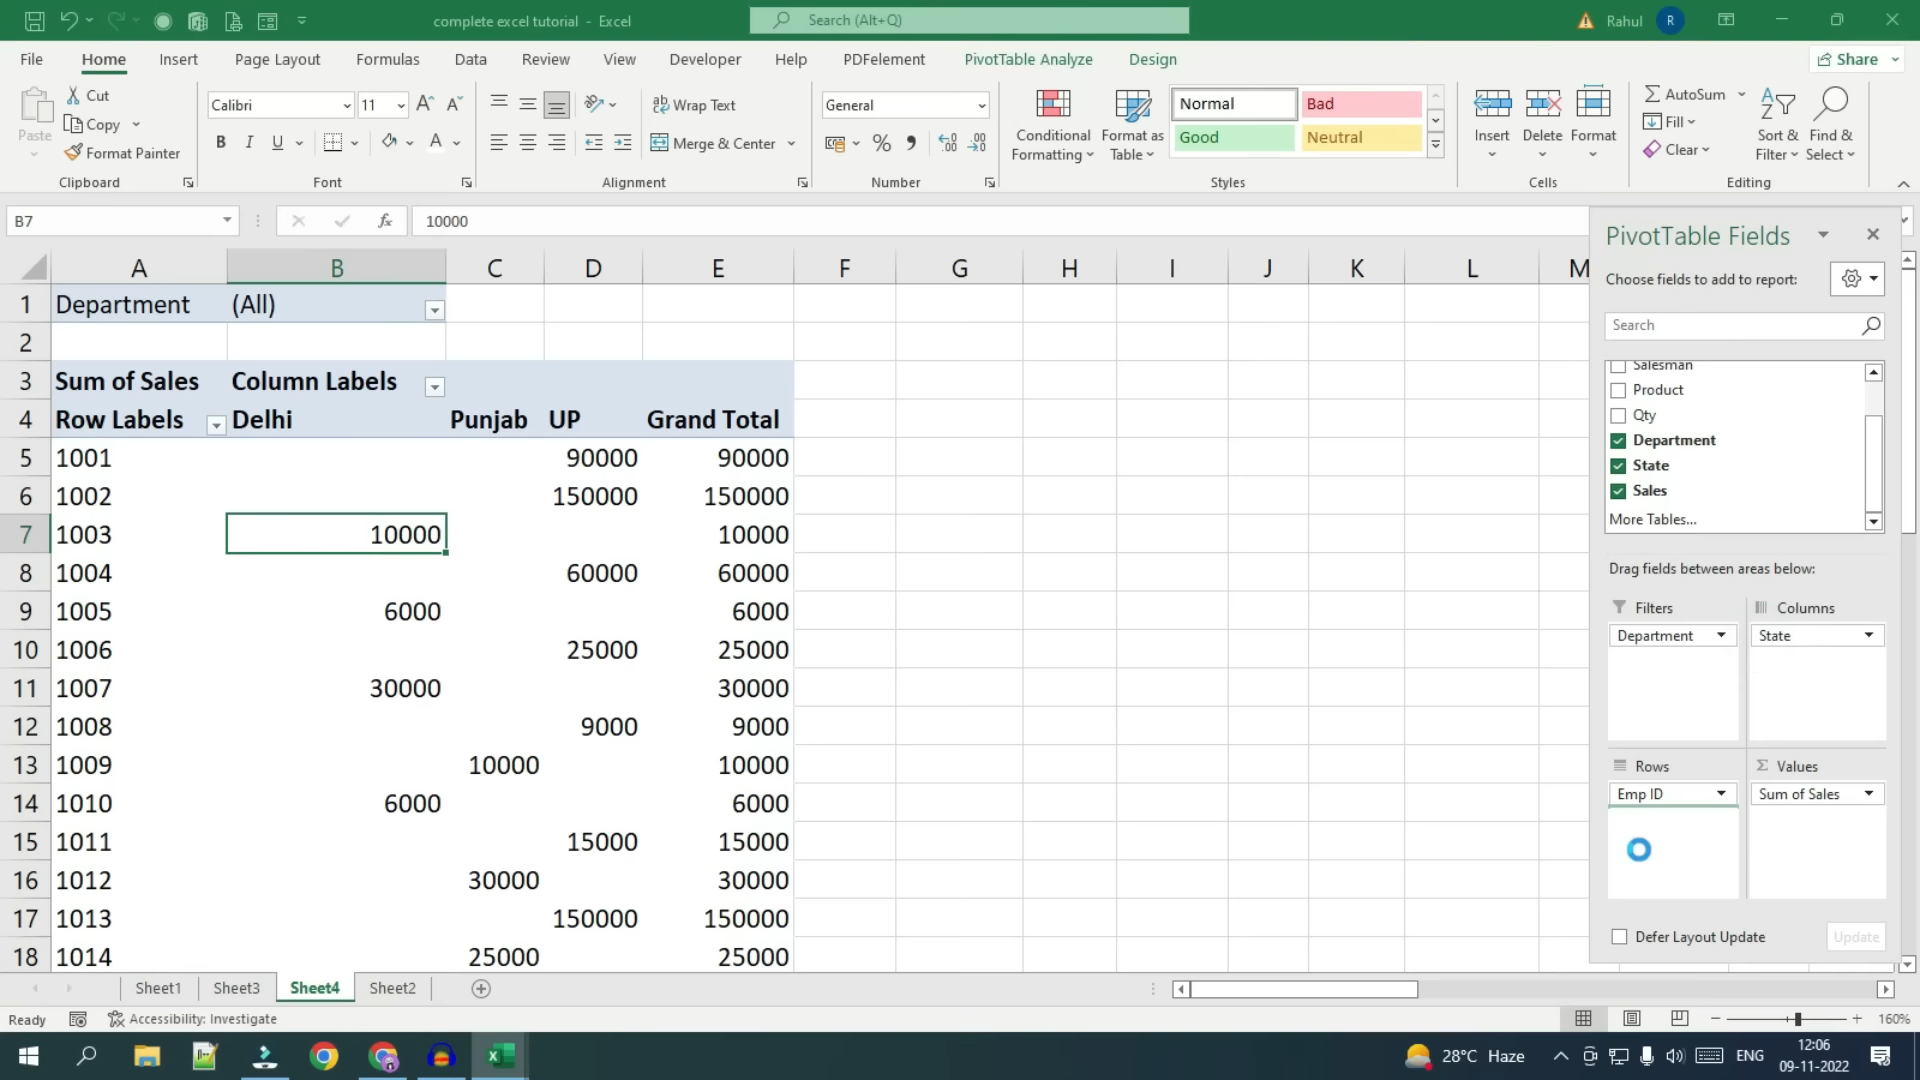 complete excel tutorial - Excel
Search (Alt+Q)
Rahul
R
File
Home
Insert
Page Layout
Formulas
Data
Review
View
Developer
Help
PDFelement
PivotTable Analyze
Design
Share
Paste
Cut
Copy
Format Painter
Clipboard
Calibri
11
B I U
Font
Wrap Text
Merge & Center
Alignment
General
Number
Conditional Formatting
Format as Table
Normal
Bad
Good
Neutral
Styles
Insert
Delete
Format
Cells
AutoSum
Fill
Clear
Sort & Filter
Find & Select
Editing
B7
fx
10000
A B C D E F G H I J K L M
1 Department (All)
2
3 Sum of Sales Column Labels
4 Row Labels Delhi Punjab UP Grand Total
5 1001 90000 90000
6 1002 150000 150000
7 1003 10000 10000
8 1004 60000 60000
9 1005 6000 6000
10 1006 25000 25000
11 1007 30000 30000
12 1008 9000 9000
13 1009 10000 10000
14 1010 6000 6000
15 1011 15000 15000
16 1012 30000 30000
17 1013 150000 150000
18 1014 25000 25000
PivotTable Fields
Choose fields to add to report:
Search
Salesman
Product
Qty
Department
State
Sales
More Tables...
Drag fields between areas below:
Filters
Columns
Department
State
Rows
Values
Emp ID
Sum of Sales
Defer Layout Update
Update
Sheet1
Sheet3
Sheet4
Sheet2
Ready
Accessibility: Investigate
160%
28°C Haze
ENG
12:06
09-11-2022